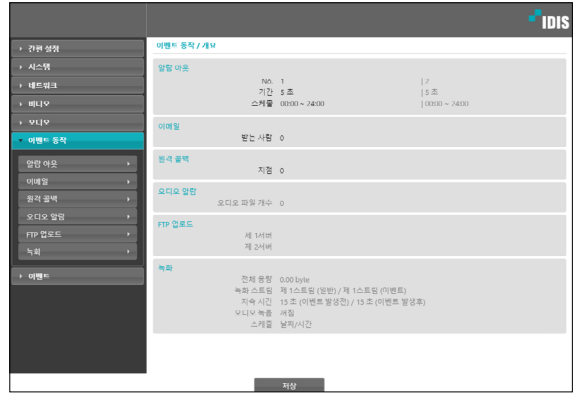 IDIS
간편 설정
시스템
네트워크
비디오
오디오
이벤트 동작
알람 아웃
이메일
원격 콜백
오디오 알람
FTP 업로드
녹화
이벤트
이벤트 동작 / 개요
알람 아웃
No. 1 | 2
기간 5 초 | 5 초
스케줄 00:00 ~ 24:00 | 00:00 ~ 24:00
이메일
받는 사람 0
원격 콜백
지점 0
오디오 알람
오디오 파일 개수 0
FTP 업로드
제 1서버
제 2서버
녹화
전체 용량 0.00 byte
녹화 스트림 제 1스트림 (일반) / 제 1스트림 (이벤트)
지속 시간 15 초 (이벤트 발생전) / 15 초 (이벤트 발생후)
오디오 녹음 꺼짐
스케줄 날짜/시간
저장